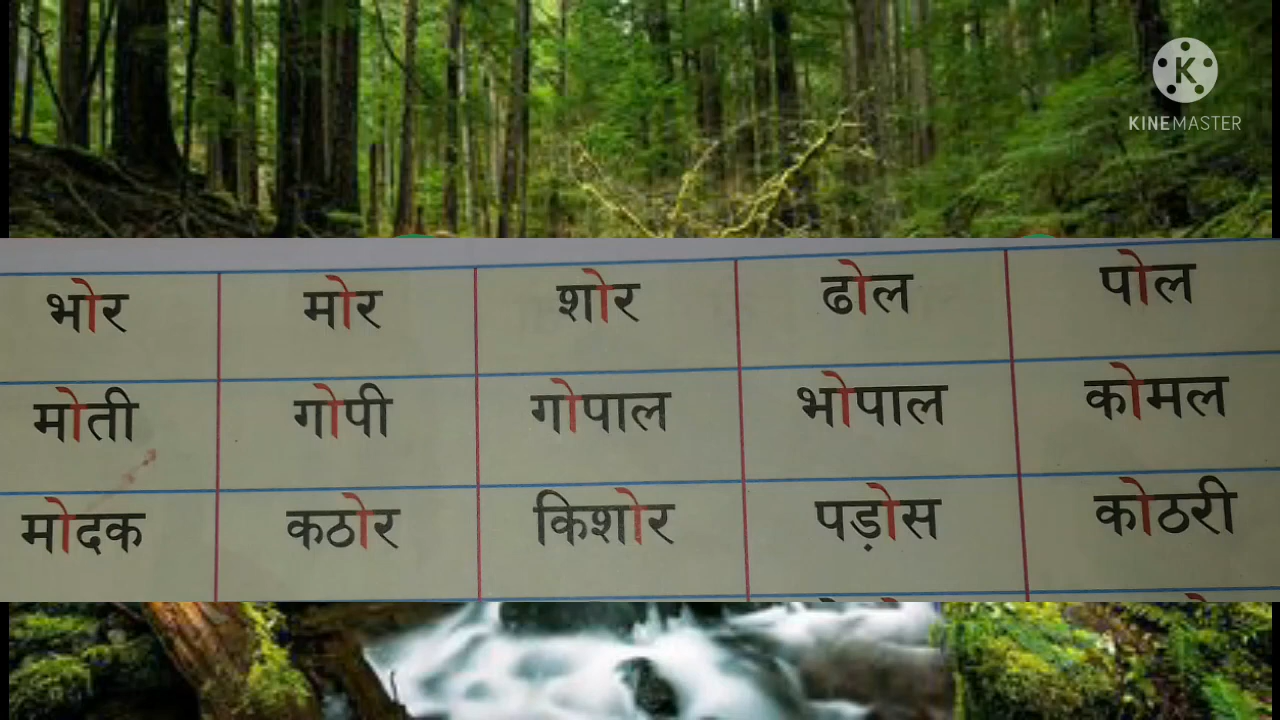 K
KINEMASTER
भोर मोर शोर ढोल पोल
मोती गोपी गोपाल भोपाल कोमल
मोदक कठोर किशोर पड़ोस कोठरी